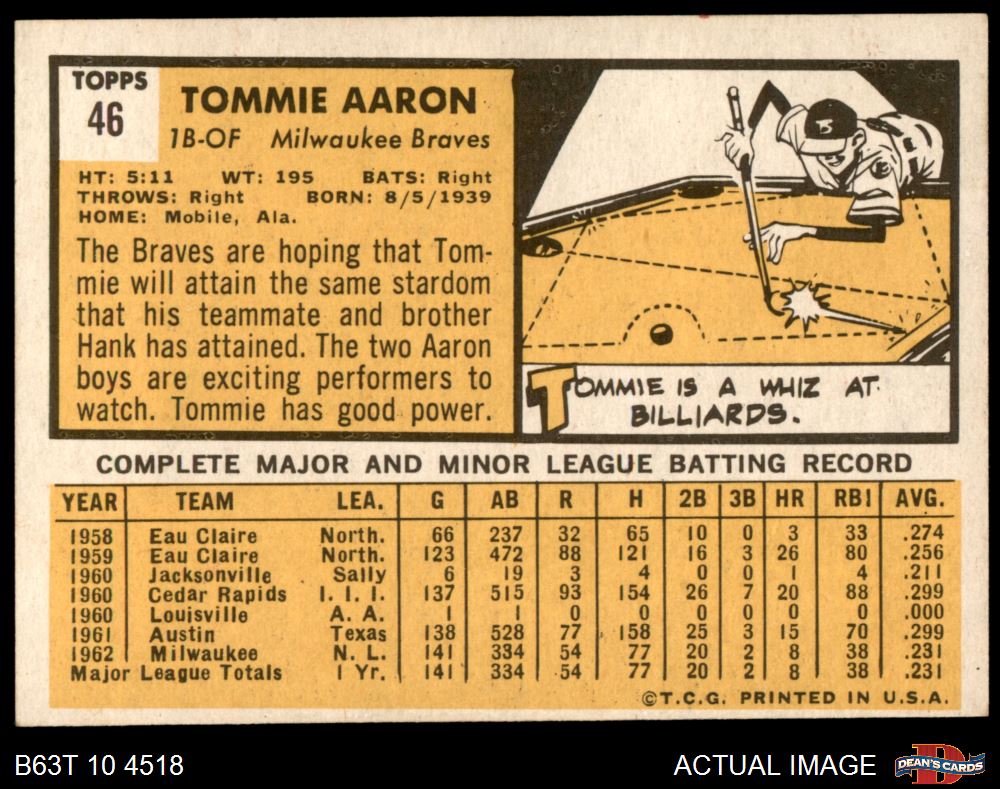 TOPPS
46
TOMMIE AARON
1B-OF Milwaukee Braves
HT: 5:11 WT: 195 BATS: Right
THROWS: Right BORN: 8/5/1939
HOME: Mobile, Ala.
The Braves are hoping that Tom-
mie will attain the same stardom
that his teammate and brother
Hank has attained. The two Aaron
boys are exciting performers to
watch. Tommie has good power.
TOMMIE IS A WHIZ AT
BILLIARDS.
COMPLETE MAJOR AND MINOR LEAGUE BATTING RECORD
YEAR TEAM LEA. G AB R H 2B 3B HR RBI AVG.
1958 Eau Claire North. 66 237 32 65 10 0 3 33 .274
1959 Eau Claire North. 123 472 88 121 16 3 26 80 .256
1960 Jacksonville Sally 6 19 3 4 0 0 1 4 .211
1960 Cedar Rapids I. I. I. 137 515 93 154 26 7 20 88 .299
1960 Louisville A. A. 1 1 0 0 0 0 0 0 .000
1961 Austin Texas 138 528 77 158 25 3 15 70 .299
1962 Milwaukee N. L. 141 334 54 77 20 2 8 38 .231
Major League Totals 1 Yr. 141 334 54 77 20 2 8 38 .231
©T.C.G. PRINTED IN U.S.A.
B63T 10 4518
ACTUAL IMAGE
DEAN'S CARDS